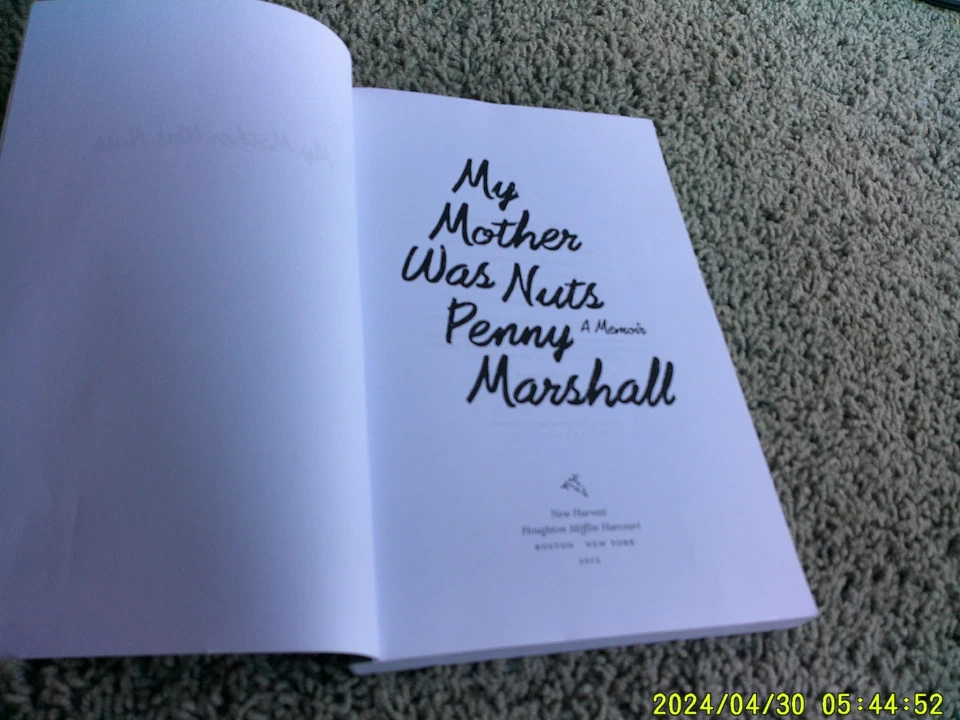 My
Mother
Was Nuts
Penny A Memoir
Marshall
New Harvest
Houghton Mifflin Harcourt
BOSTON NEW YORK
2012
2024/04/30 05:44:52